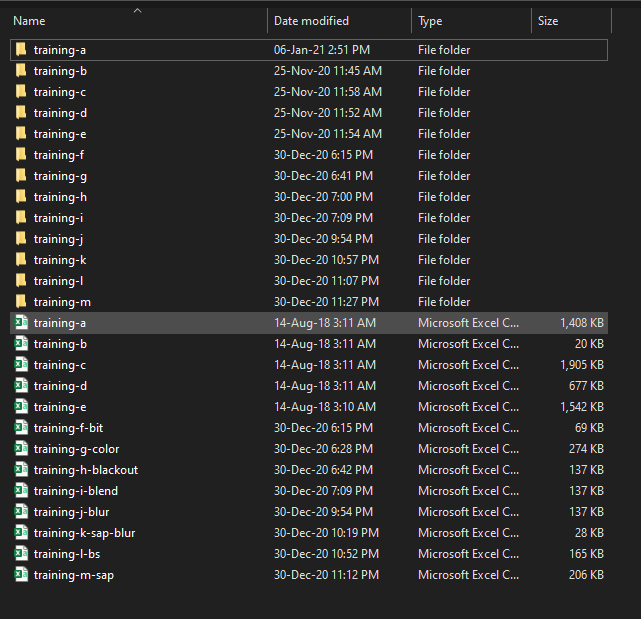 Name Date modified Type Size
training-a 06-Jan-21 2:51 PM File folder
training-b 25-Nov-20 11:45 AM File folder
training-c 25-Nov-20 11:58 AM File folder
training-d 25-Nov-20 11:52 AM File folder
training-e 25-Nov-20 11:54 AM File folder
training-f 30-Dec-20 6:15 PM File folder
training-g 30-Dec-20 6:41 PM File folder
training-h 30-Dec-20 7:00 PM File folder
training-i 30-Dec-20 7:09 PM File folder
training-j 30-Dec-20 9:54 PM File folder
training-k 30-Dec-20 10:57 PM File folder
training-l 30-Dec-20 11:07 PM File folder
training-m 30-Dec-20 11:27 PM File folder
training-a 14-Aug-18 3:11 AM Microsoft Excel C... 1,408 KB
training-b 14-Aug-18 3:11 AM Microsoft Excel C... 20 KB
training-c 14-Aug-18 3:11 AM Microsoft Excel C... 1,905 KB
training-d 14-Aug-18 3:11 AM Microsoft Excel C... 677 KB
training-e 14-Aug-18 3:10 AM Microsoft Excel C... 1,542 KB
training-f-bit 30-Dec-20 6:15 PM Microsoft Excel C... 69 KB
training-g-color 30-Dec-20 6:28 PM Microsoft Excel C... 274 KB
training-h-blackout 30-Dec-20 6:42 PM Microsoft Excel C... 137 KB
training-i-blend 30-Dec-20 7:09 PM Microsoft Excel C... 137 KB
training-j-blur 30-Dec-20 9:54 PM Microsoft Excel C... 137 KB
training-k-sap-blur 30-Dec-20 10:19 PM Microsoft Excel C... 28 KB
training-l-bs 30-Dec-20 10:52 PM Microsoft Excel C... 165 KB
training-m-sap 30-Dec-20 11:12 PM Microsoft Excel C... 206 KB